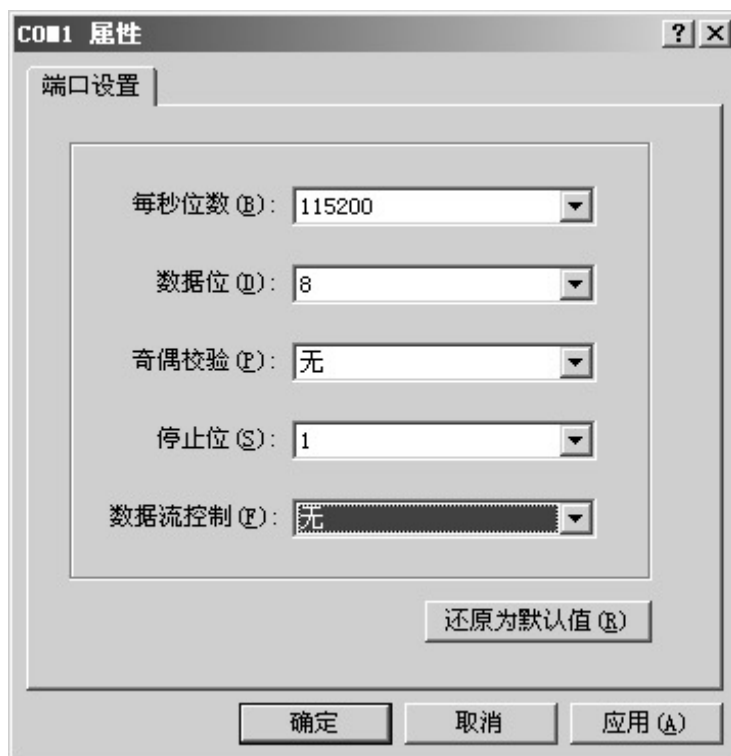 COM1 属性
端口设置
每秒位数(B): 115200
数据位(D): 8
奇偶校验(P): 无
停止位(S): 1
数据流控制(F): 无
还原为默认值(R)
确定 取消 应用(A)